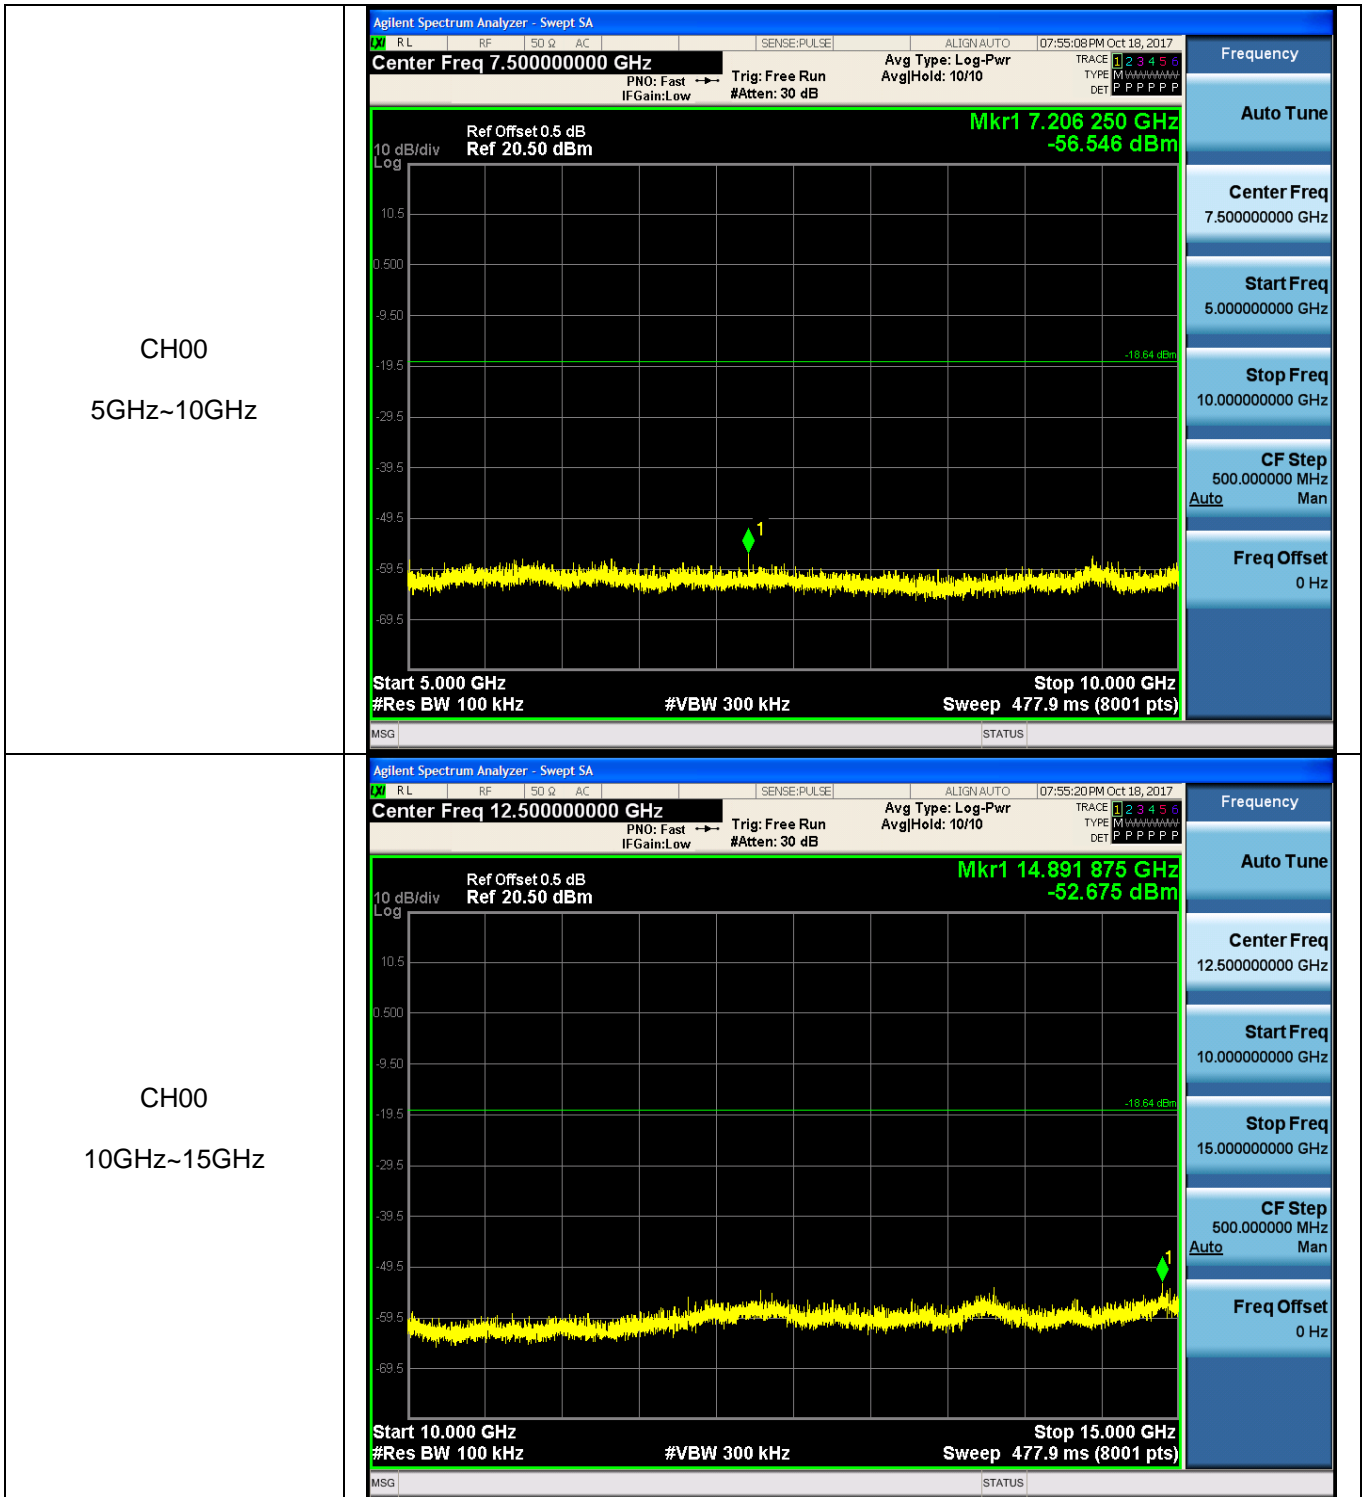 CH00
5GHz~10GHz
Agilent Spectrum Analyzer - Swept SA
LXI RL RF 50 Ω AC SENSE:PULSE ALIGN AUTO 07:55:08 PM Oct 18, 2017
Center Freq 7.500000000 GHz
PNO: Fast
IFGain:Low
Trig: Free Run
#Atten: 30 dB
Avg Type: Log-Pwr
Avg|Hold: 10/10
TRACE 1 2 3 4 5 6
TYPE M WWWWW
DET P P P P P P
Mkr1 7.206 250 GHz
-56.546 dBm
Ref Offset 0.5 dB
10 dB/div Ref 20.50 dBm
Log
10.5
0.500
-9.50
-18.64 dBm
-19.5
-29.5
-39.5
-49.5
1
-59.5
-69.5
Start 5.000 GHz Stop 10.000 GHz
#Res BW 100 kHz #VBW 300 kHz Sweep 477.9 ms (8001 pts)
MSG STATUS
Frequency
Auto Tune
Center Freq
7.500000000 GHz
Start Freq
5.000000000 GHz
Stop Freq
10.000000000 GHz
CF Step
500.000000 MHz
Auto Man
Freq Offset
0 Hz
CH00
10GHz~15GHz
Agilent Spectrum Analyzer - Swept SA
LXI RL RF 50 Ω AC SENSE:PULSE ALIGN AUTO 07:55:20 PM Oct 18, 2017
Center Freq 12.500000000 GHz
PNO: Fast
IFGain:Low
Trig: Free Run
#Atten: 30 dB
Avg Type: Log-Pwr
Avg|Hold: 10/10
TRACE 1 2 3 4 5 6
TYPE M WWWWW
DET P P P P P P
Mkr1 14.891 875 GHz
-52.675 dBm
Ref Offset 0.5 dB
10 dB/div Ref 20.50 dBm
Log
10.5
0.500
-9.50
-18.64 dBm
-19.5
-29.5
-39.5
-49.5
1
-59.5
-69.5
Start 10.000 GHz Stop 15.000 GHz
#Res BW 100 kHz #VBW 300 kHz Sweep 477.9 ms (8001 pts)
MSG STATUS
Frequency
Auto Tune
Center Freq
12.500000000 GHz
Start Freq
10.000000000 GHz
Stop Freq
15.000000000 GHz
CF Step
500.000000 MHz
Auto Man
Freq Offset
0 Hz